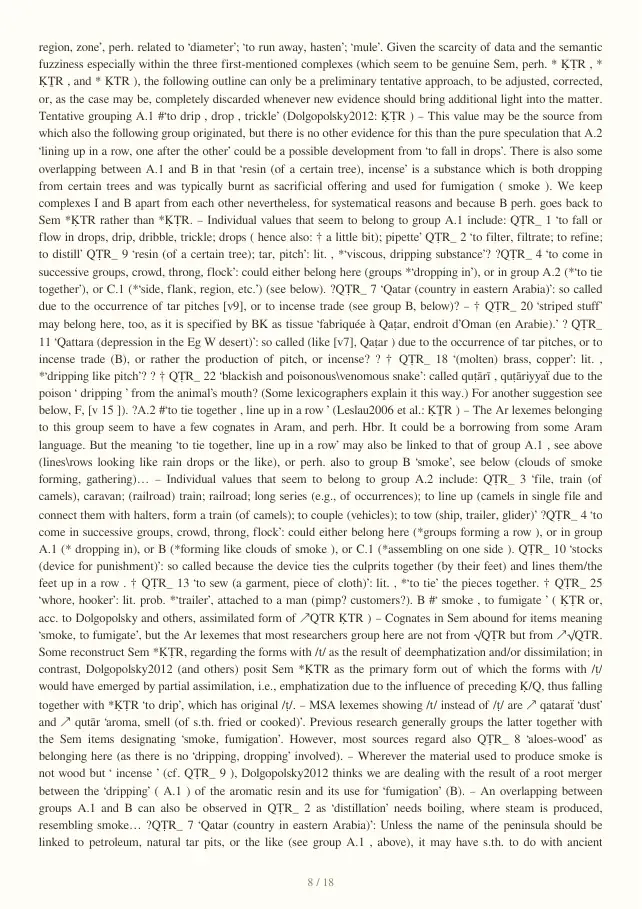 region, zone’, perh. related to ‘diameter’; ‘to run away, hasten’; ‘mule’. Given the scarcity of data and the semantic
fuzziness especially within the three first-mentioned complexes (which seem to be genuine Sem, perh. * ḲṬR , *
ḲṮR , and * ḲTR ), the following outline can only be a preliminary tentative approach, to be adjusted, corrected,
or, as the case may be, completely discarded whenever new evidence should bring additional light into the matter.
Tentative grouping A.1 #‘to drip , drop , trickle’ (Dolgopolsky2012: ḲṬR ) – This value may be the source from
which also the following group originated, but there is no other evidence for this than the pure speculation that A.2
‘lining up in a row, one after the other’ could be a possible development from ‘to fall in drops’. There is also some
overlapping between A.1 and B in that ‘resin (of a certain tree), incense’ is a substance which is both dropping
from certain trees and was typically burnt as sacrificial offering and used for fumigation ( smoke ). We keep
complexes I and B apart from each other nevertheless, for systematical reasons and because B perh. goes back to
Sem *ḲTR rather than *ḲṬR. – Individual values that seem to belong to group A.1 include: QṬR_ 1 ‘to fall or
flow in drops, drip, dribble, trickle; drops ( hence also: † a little bit); pipette’ QṬR_ 2 ‘to filter, filtrate; to refine;
to distill’ QṬR_ 9 ‘resin (of a certain tree); tar, pitch’: lit. , *‘viscous, dripping substance’? ?QṬR_ 4 ‘to come in
successive groups, crowd, throng, flock’: could either belong here (groups *‘dropping in’), or in group A.2 (*‘to tie
together’), or C.1 (*‘side, flank, region, etc.’) (see below). ?QṬR_ 7 ‘Qatar (country in eastern Arabia)’: so called
due to the occurrence of tar pitches [v9], or to incense trade (see group B, below)? – † QṬR_ 20 ‘striped stuff’
may belong here, too, as it is specified by BK as tissue ‘fabriquée à Qaṭar, endroit d’Oman (en Arabie).’ ? QṬR_
11 ‘Qattara (depression in the Eg W desert)’: so called (like [v7], Qaṭar ) due to the occurrence of tar pitches, or to
incense trade (B), or rather the production of pitch, or incense? ? † QṬR_ 18 ‘(molten) brass, copper’: lit. ,
*‘dripping like pitch’? ? † QṬR_ 22 ‘blackish and poisonous\venomous snake’: called quṭārī , quṭāriyyaẗ due to the
poison ‘ dripping ’ from the animal’s mouth? (Some lexicographers explain it this way.) For another suggestion see
below, F, [v 15 ]). ?A.2 #‘to tie together , line up in a row ’ (Leslau2006 et al.: ḲṬR ) – The Ar lexemes belonging
to this group seem to have a few cognates in Aram, and perh. Hbr. It could be a borrowing from some Aram
language. But the meaning ‘to tie together, line up in a row’ may also be linked to that of group A.1 , see above
(lines\rows looking like rain drops or the like), or perh. also to group B ‘smoke’, see below (clouds of smoke
forming, gathering)… – Individual values that seem to belong to group A.2 include: QṬR_ 3 ‘file, train (of
camels), caravan; (railroad) train; railroad; long series (e.g., of occurrences); to line up (camels in single file and
connect them with halters, form a train (of camels); to couple (vehicles); to tow (ship, trailer, glider)’ ?QṬR_ 4 ‘to
come in successive groups, crowd, throng, flock’: could either belong here (*groups forming a row ), or in group
A.1 (* dropping in), or B (*forming like clouds of smoke ), or C.1 (*assembling on one side ). QṬR_ 10 ‘stocks
(device for punishment)’: so called because the device ties the culprits together (by their feet) and lines them/the
feet up in a row . † QṬR_ 13 ‘to sew (a garment, piece of cloth)’: lit. , *‘to tie’ the pieces together. † QṬR_ 25
‘whore, hooker’: lit. prob. *‘trailer’, attached to a man (pimp? customers?). B #‘ smoke , to fumigate ’ ( ḲṬR or,
acc. to Dolgopolsky and others, assimilated form of ↗QTR ḲTR ) – Cognates in Sem abound for items meaning
‘smoke, to fumigate’, but the Ar lexemes that most researchers group here are not from √QṬR but from ↗√QTR.
Some reconstruct Sem *ḲṬR, regarding the forms with /t/ as the result of deemphatization and/or dissimilation; in
contrast, Dolgopolsky2012 (and others) posit Sem *ḲTR as the primary form out of which the forms with /ṭ/
would have emerged by partial assimilation, i.e., emphatization due to the influence of preceding Ḳ/Q, thus falling
together with *ḲṬR ‘to drip’, which has original /ṭ/. – MSA lexemes showing /t/ instead of /ṭ/ are ↗ qataraẗ ‘dust’
and ↗ qutār ‘aroma, smell (of s.th. fried or cooked)’. Previous research generally groups the latter together with
the Sem items designating ‘smoke, fumigation’. However, most sources regard also QṬR_ 8 ‘aloes-wood’ as
belonging here (as there is no ‘dripping, dropping’ involved). – Wherever the material used to produce smoke is
not wood but ‘ incense ’ (cf. QṬR_ 9 ), Dolgopolsky2012 thinks we are dealing with the result of a root merger
between the ‘dripping’ ( A.1 ) of the aromatic resin and its use for ‘fumigation’ (B). – An overlapping between
groups A.1 and B can also be observed in QṬR_ 2 as ‘distillation’ needs boiling, where steam is produced,
resembling smoke… ?QṬR_ 7 ‘Qatar (country in eastern Arabia)’: Unless the name of the peninsula should be
linked to petroleum, natural tar pits, or the like (see group A.1 , above), it may have s.th. to do with ancient
8 / 18